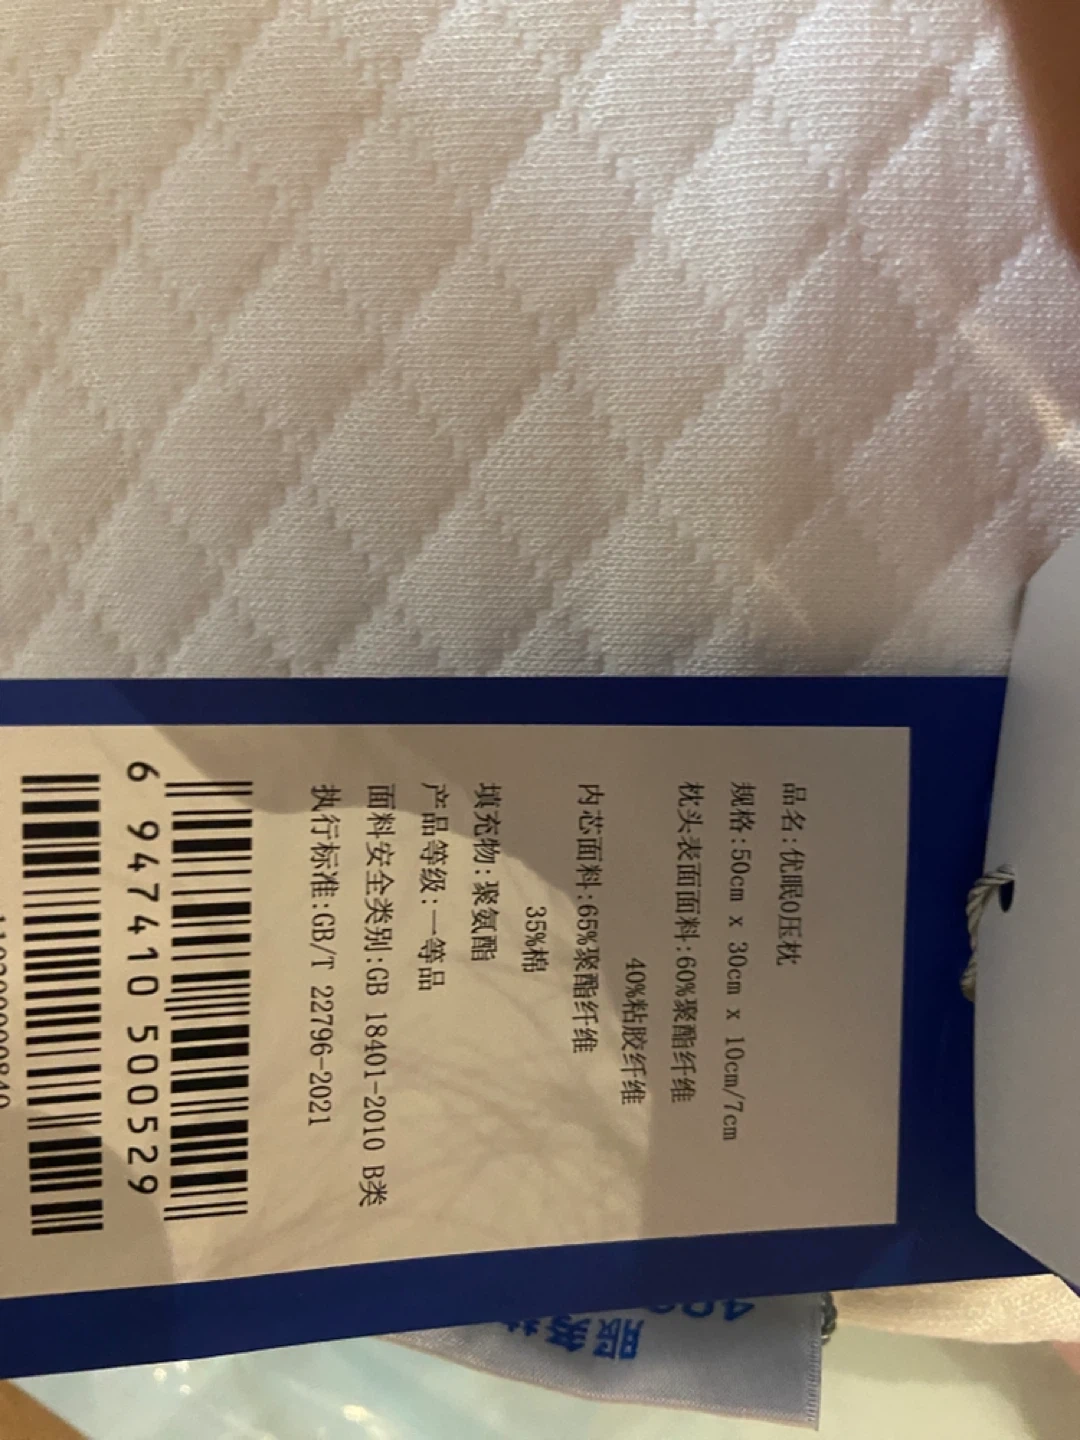 品名:优眠0压枕
规格:50cm x 30cm x 10cm/7cm
枕头表面面料:60%聚酯纤维
40%粘胶纤维
内芯面料:65%聚酯纤维
35%棉
填充物:聚氨酯
产品等级:一等品
面料安全类别:GB 18401-2010 B类
执行标准:GB/T 22796-2021
6 947410 500529